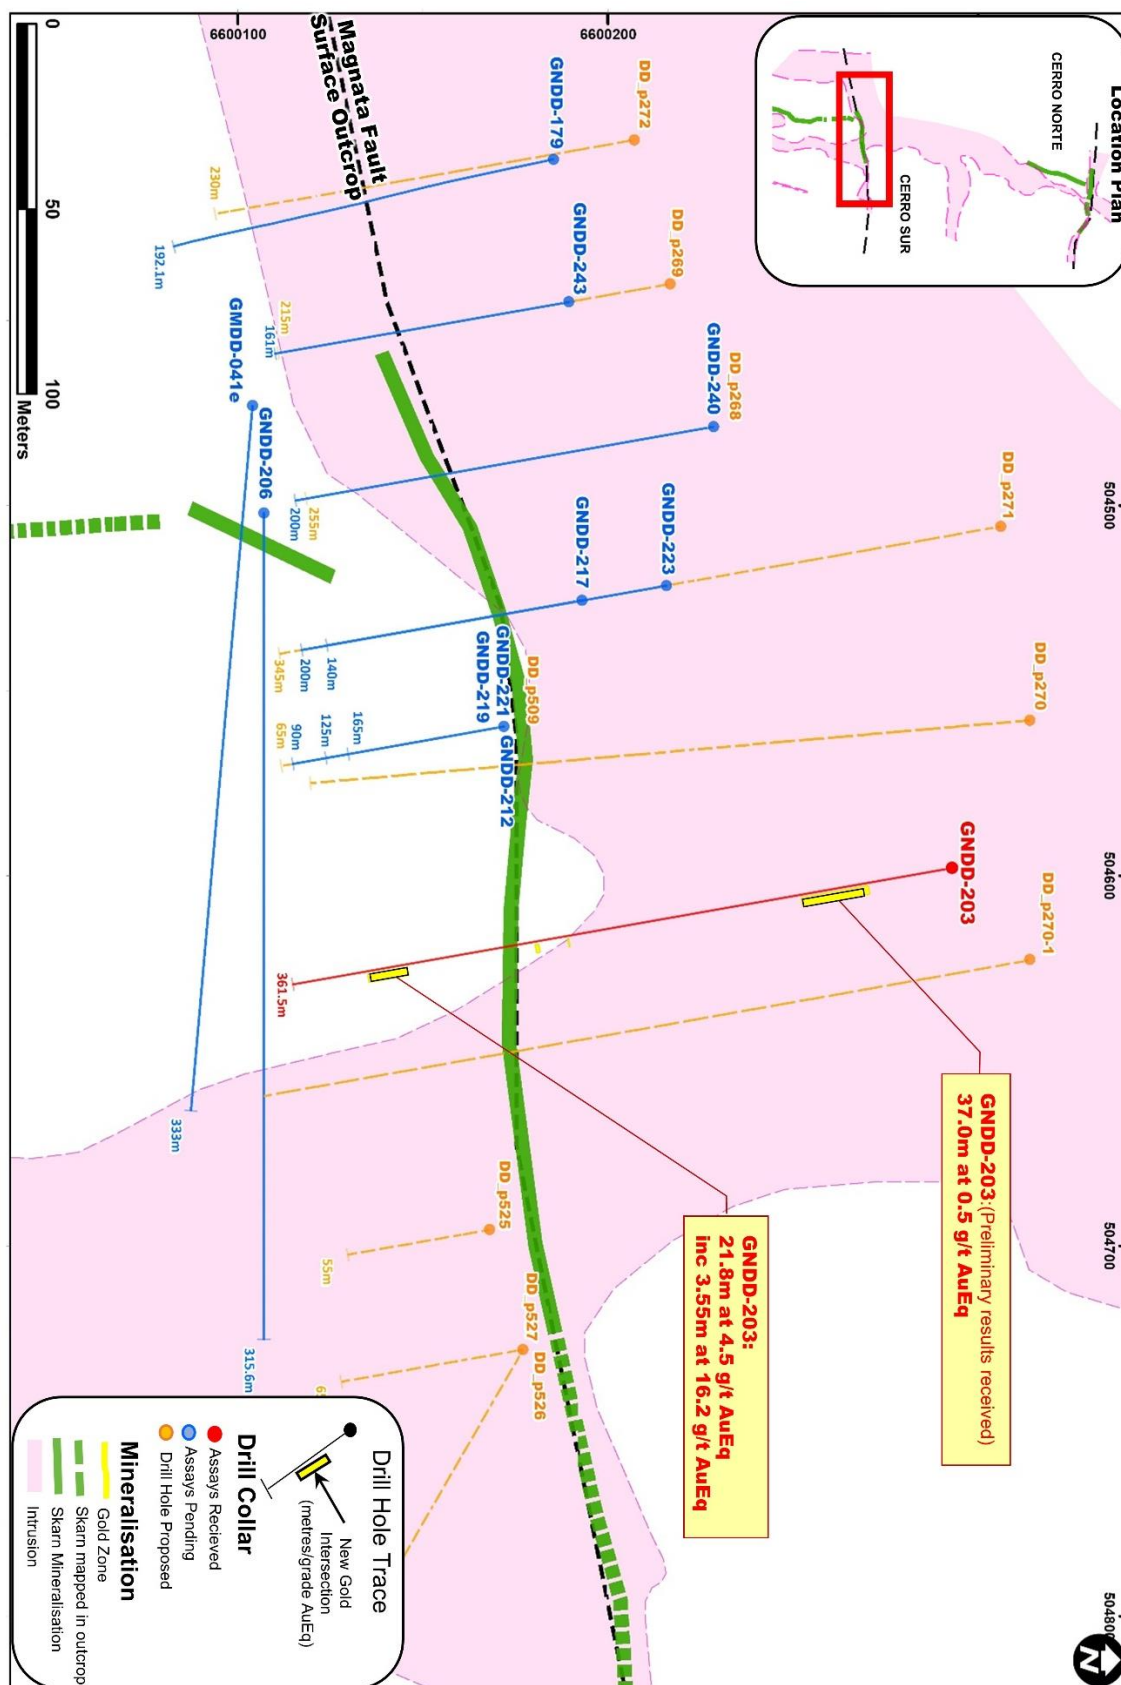 Location Plan
CERRO NORTE
CERRO SUR
504500
504600
504700
504800
6600200
6600100
N
DD_p272
GNDD-179
230m
192.1m
DD_p269
GNDD-243
215m
161m
DD_p268
GNDD-240
255m
200m
DD_p271
GNDD-223
GNDD-217
140m
200m
345m
DD_p509
GNDD-221
GNDD-219
GNDD-212
165m
125m
90m
65m
DD_p270
GNDD-203
361.5m
DD_p270-1
GMDD-041e
333m
GNDD-206
315.6m
DD_p525
55m
DD_p527
DD_p526
Magnata Fault
Surface Outcrop
GNDD-203:(Preliminary results received)
37.0m at 0.5 g/t AuEq
GNDD-203:
21.8m at 4.5 g/t AuEq
inc 3.55m at 16.2 g/t AuEq
0
50
100
Meters
Drill Hole Trace
New Gold
Intersection
(metres/grade AuEq)
Drill Collar
Assays Recieved
Assays Pending
Drill Hole Proposed
Mineralisation
Gold Zone
Skarn mapped in outcrop
Skarn Mineralisation
Intrusion